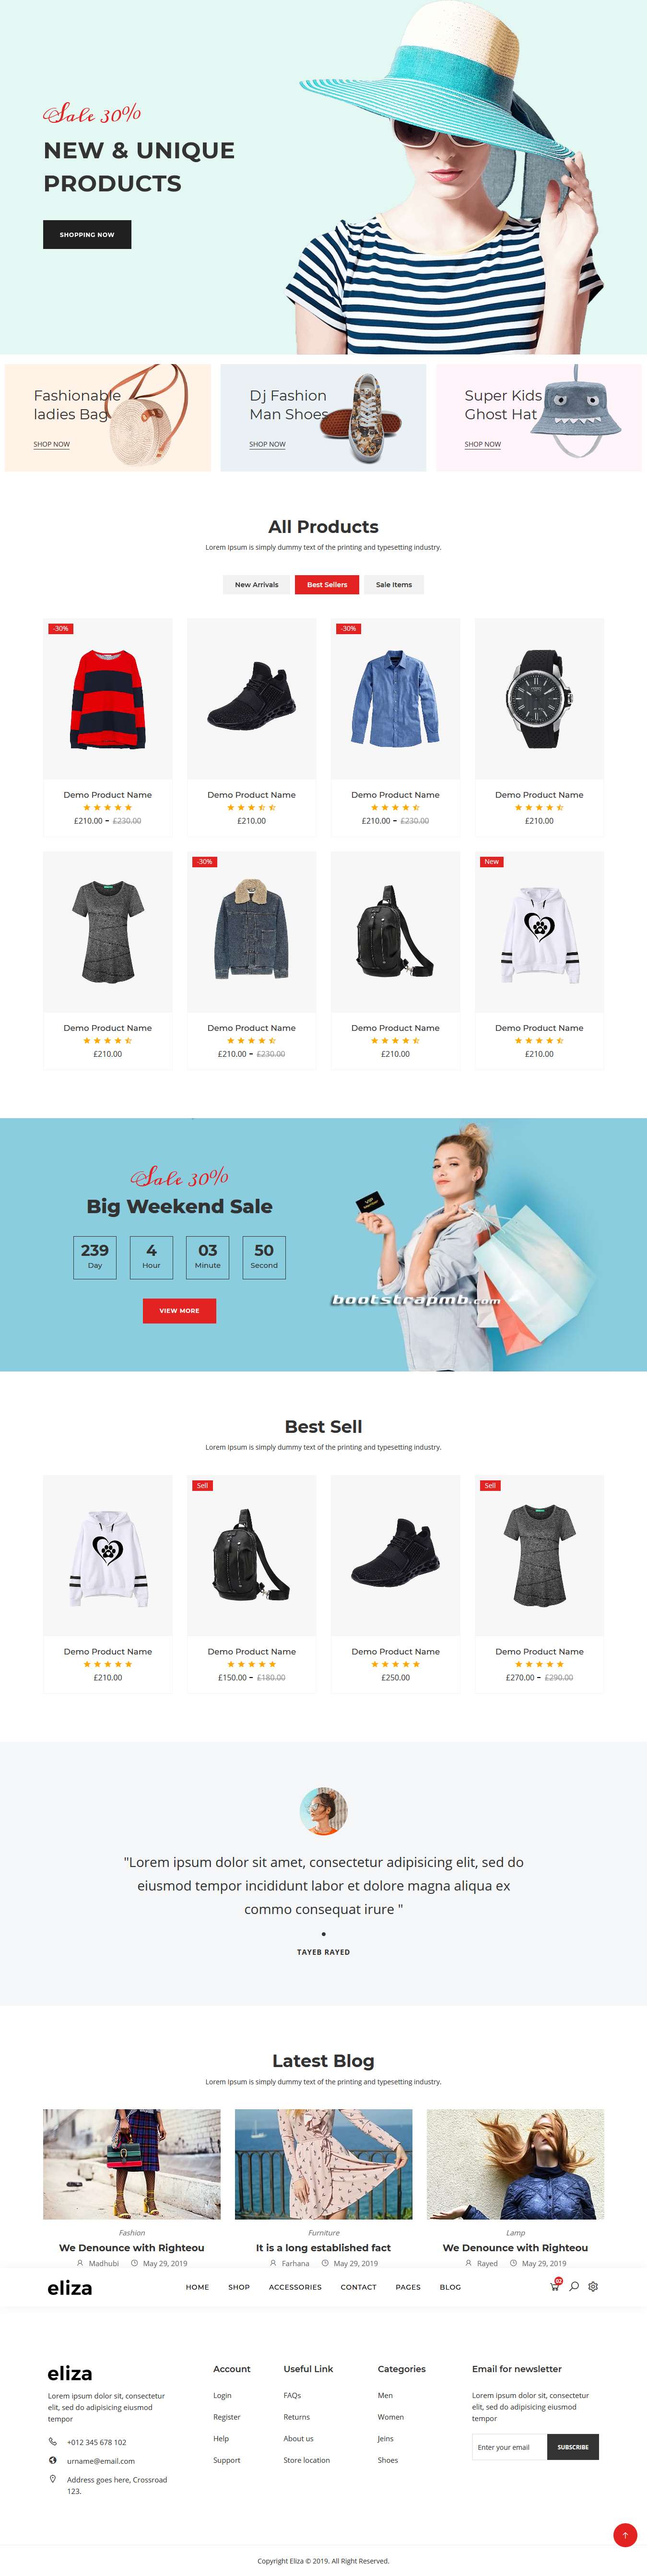 Sale 30%
NEW & UNIQUE
PRODUCTS
SHOPPING NOW
Fashionable
ladies Bag
SHOP NOW
Dj Fashion
Man Shoes
SHOP NOW
Super Kids
Ghost Hat
SHOP NOW
All Products
Lorem Ipsum is simply dummy text of the printing and typesetting industry.
New Arrivals
Best Sellers
Sale Items
-30%
-30%
Demo Product Name
Demo Product Name
Demo Product Name
Demo Product Name
£210.00 - £230.00
£210.00
£210.00 - £230.00
£210.00
-30%
New
Demo Product Name
Demo Product Name
Demo Product Name
Demo Product Name
£210.00
£210.00 - £230.00
£210.00
£210.00
Sale 30%
Big Weekend Sale
239
4
03
50
Day
Hour
Minute
Second
VIEW MORE
VIP
bootstrapmb.com
Best Sell
Lorem Ipsum is simply dummy text of the printing and typesetting industry.
Sell
Sell
Demo Product Name
Demo Product Name
Demo Product Name
Demo Product Name
£210.00
£150.00 - £180.00
£250.00
£270.00 - £290.00
"Lorem ipsum dolor sit amet, consectetur adipisicing elit, sed do
eiusmod tempor incididunt labor et dolore magna aliqua ex
commo consequat irure "
TAYEB RAYED
Latest Blog
Lorem Ipsum is simply dummy text of the printing and typesetting industry.
Fashion
Furniture
Lamp
We Denounce with Righteou
It is a long established fact
We Denounce with Righteou
Madhubi
May 29, 2019
Farhana
May 29, 2019
Rayed
May 29, 2019
eliza
HOME
SHOP
ACCESSORIES
CONTACT
PAGES
BLOG
02
eliza
Lorem ipsum dolor sit amet, consectetur
elit, sed do adipisicing eiusmod
tempor
+012 345 678 102
urname@email.com
Address goes here, Crossroad
123.
Account
Login
Register
Help
Support
Useful Link
FAQs
Returns
About us
Store location
Categories
Men
Women
Jeins
Shoes
Email for newsletter
Lorem ipsum dolor sit amet, consectetur
elit, sed do adipisicing eiusmod
tempor
Enter your email
SUBSCRIBE
Copyright Eliza © 2019. All Right Reserved.